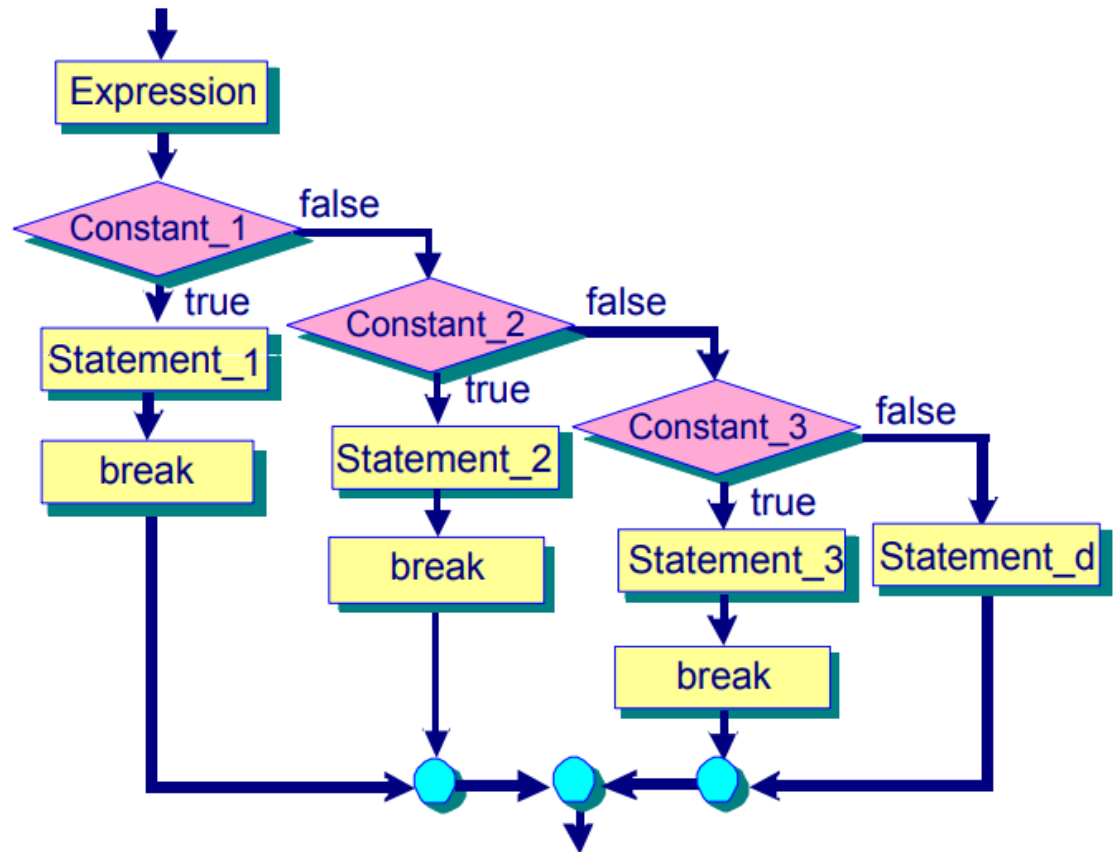 Expression
false
Constant_1
true
false
Constant_2
Statement_1
true
false
Constant_3
break
Statement_2
true
break
Statement_3
Statement_d
break